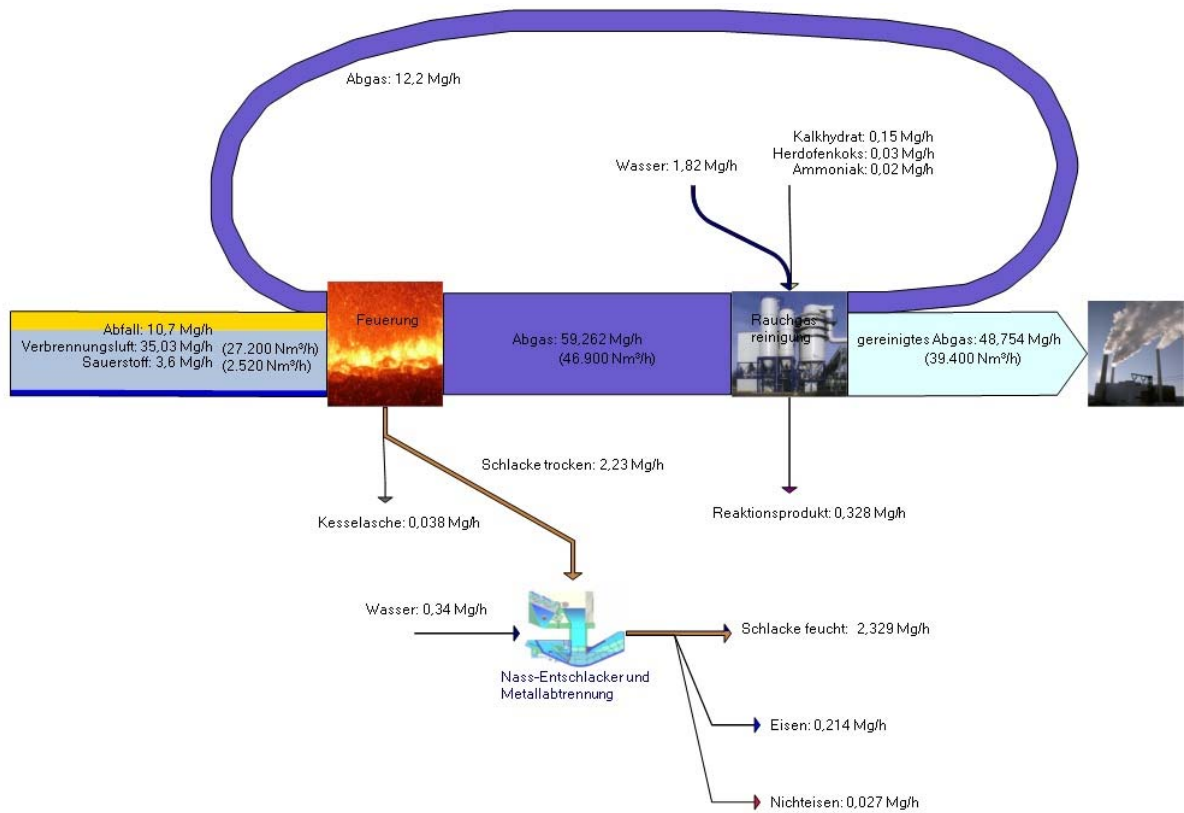 Abgas: 12,2 Mg/h
Kalkhydrat: 0,15 Mg/h
Herdofenkoks: 0,03 Mg/h
Ammoniak: 0,02 Mg/h
Wasser: 1,82 Mg/h
Feuerung
Rauchgas
reinigung
Abfall: 10,7 Mg/h
Verbrennungsluft: 35,03 Mg/h (27.200 Nm³/h)
Sauerstoff: 3,6 Mg/h (2.520 Nm³/h)
Abgas: 59,262 Mg/h
(46.900 Nm³/h)
gereinigtes Abgas: 48,754 Mg/h
(39.400 Nm³/h)
Schlacke trocken: 2,23 Mg/h
Kesselasche: 0,038 Mg/h
Reaktionsprodukt: 0,328 Mg/h
Wasser: 0,34 Mg/h
Schlacke feucht: 2,329 Mg/h
Nass-Entschlacker und
Metallabtrennung
Eisen: 0,214 Mg/h
Nichteisen: 0,027 Mg/h